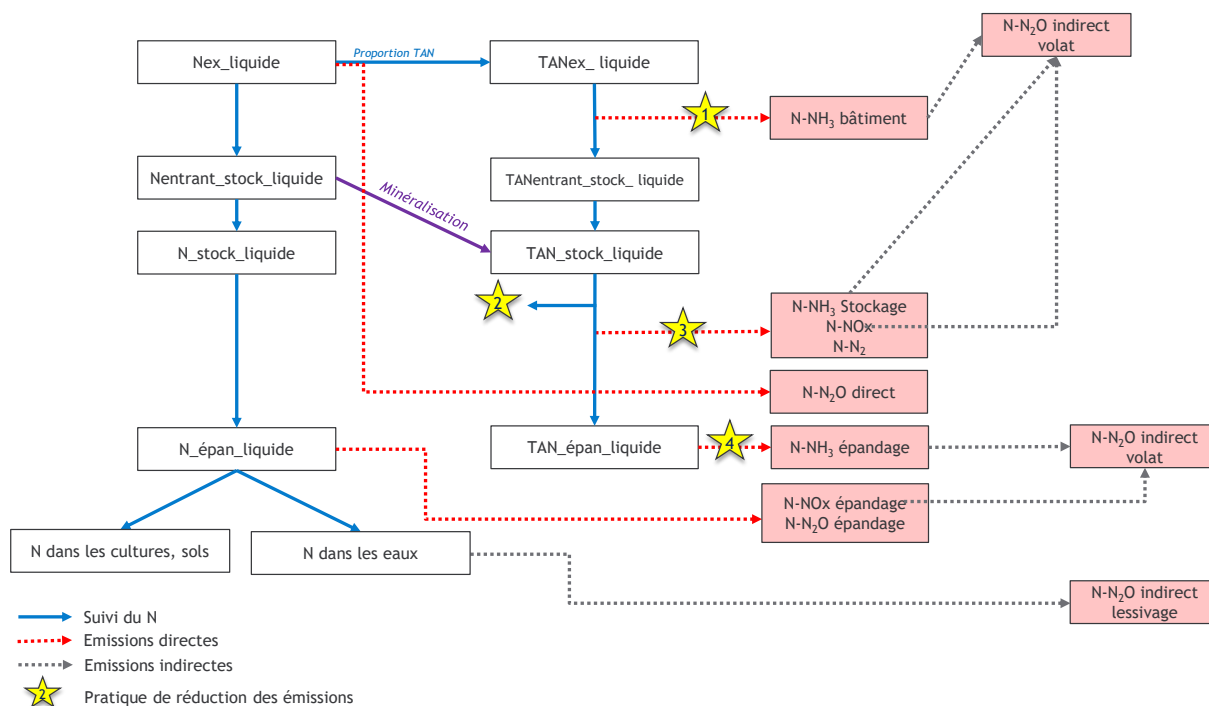 N-N₂O indirect
volat
Nex_liquide
Proportion TAN
TANex_ liquide
1
N-NH₃ bâtiment
Nentrant_stock_liquide
Minéralisation
TANentrant_stock_ liquide
N_stock_liquide
TAN_stock_liquide
2
3
N-NH₃ Stockage
N-NOx
N-N₂
N-N₂O direct
N_épan_liquide
TAN_épan_liquide
4
N-NH₃ épandage
N-N₂O indirect
volat
N-NOx épandage
N-N₂O épandage
N dans les cultures, sols
N dans les eaux
N-N₂O indirect
lessivage
Suivi du N
Emissions directes
Emissions indirectes
2 Pratique de réduction des émissions